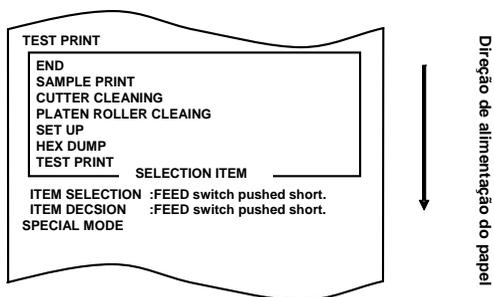 TEST PRINT
END
SAMPLE PRINT
CUTTER CLEANING
PLATEN ROLLER CLEAING
SET UP
HEX DUMP
TEST PRINT
SELECTION ITEM
ITEM SELECTION :FEED switch pushed short.
ITEM DECSION :FEED switch pushed short.
SPECIAL MODE
Direção de alimentação do papel